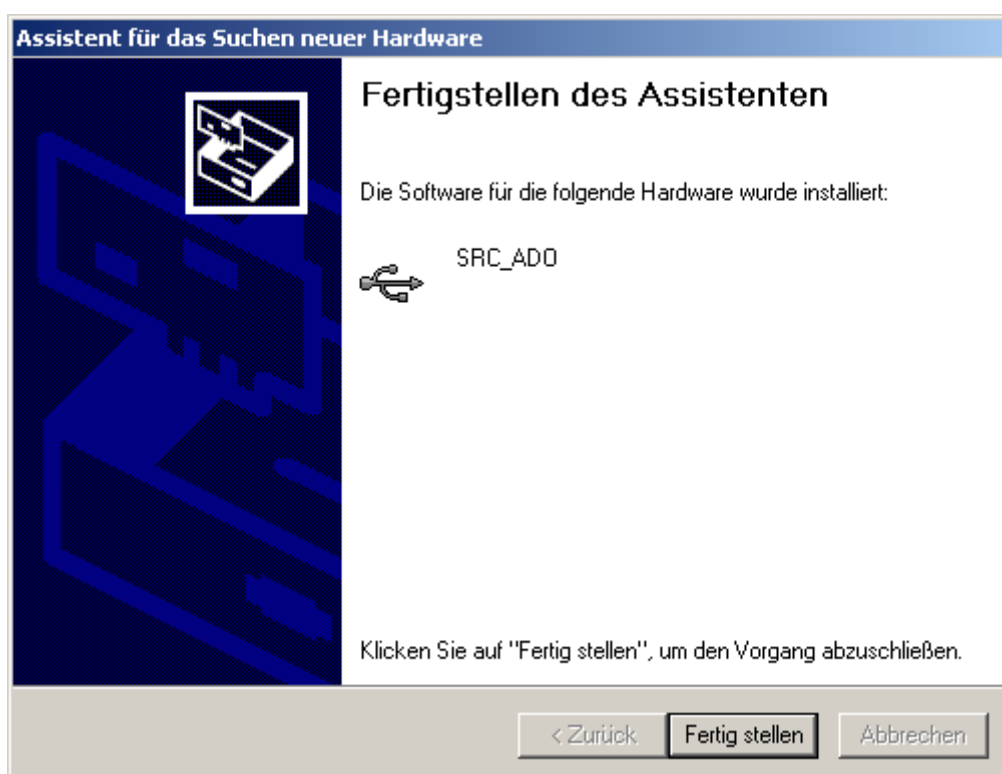 Assistent für das Suchen neuer Hardware
Fertigstellen des Assistenten
Die Software für die folgende Hardware wurde installiert:
SRC_ADO
Klicken Sie auf "Fertig stellen", um den Vorgang abzuschließen.
< Zurück Fertig stellen Abbrechen